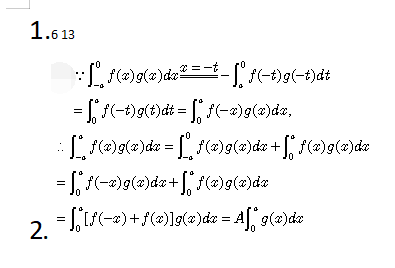 1.6 13
∵∫_{-a}^{0} f(x)g(x)dx \xlongequal{x=-t} -∫_{a}^{0} f(-t)g(-t)dt
=∫_{0}^{a} f(-t)g(t)dt=∫_{0}^{a} f(-x)g(x)dx,
∴∫_{-a}^{a} f(x)g(x)dx=∫_{-a}^{0} f(x)g(x)dx+∫_{0}^{a} f(x)g(x)dx
=∫_{0}^{a} f(-x)g(x)dx+∫_{0}^{a} f(x)g(x)dx
2. =∫_{0}^{a}[f(-x)+f(x)]g(x)dx=A∫_{0}^{a} g(x)dx